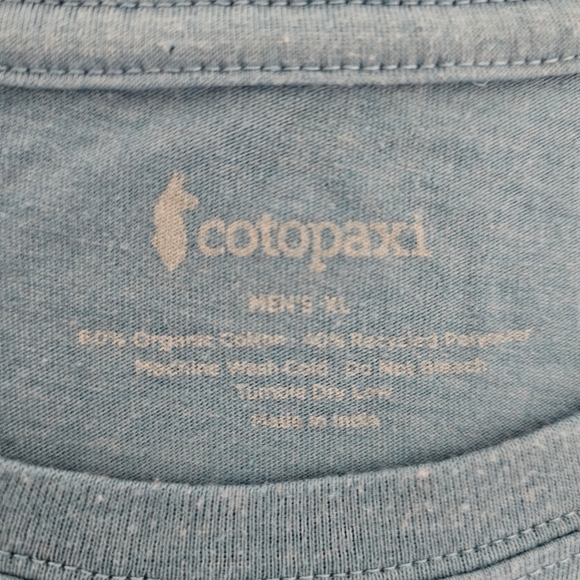 cotopaxi
MEN'S XL
60% Organic Cotton · 40% Recycled Polyester
Machine Wash Cold . Do Not Bleach
Tumble Dry Low
Made in India